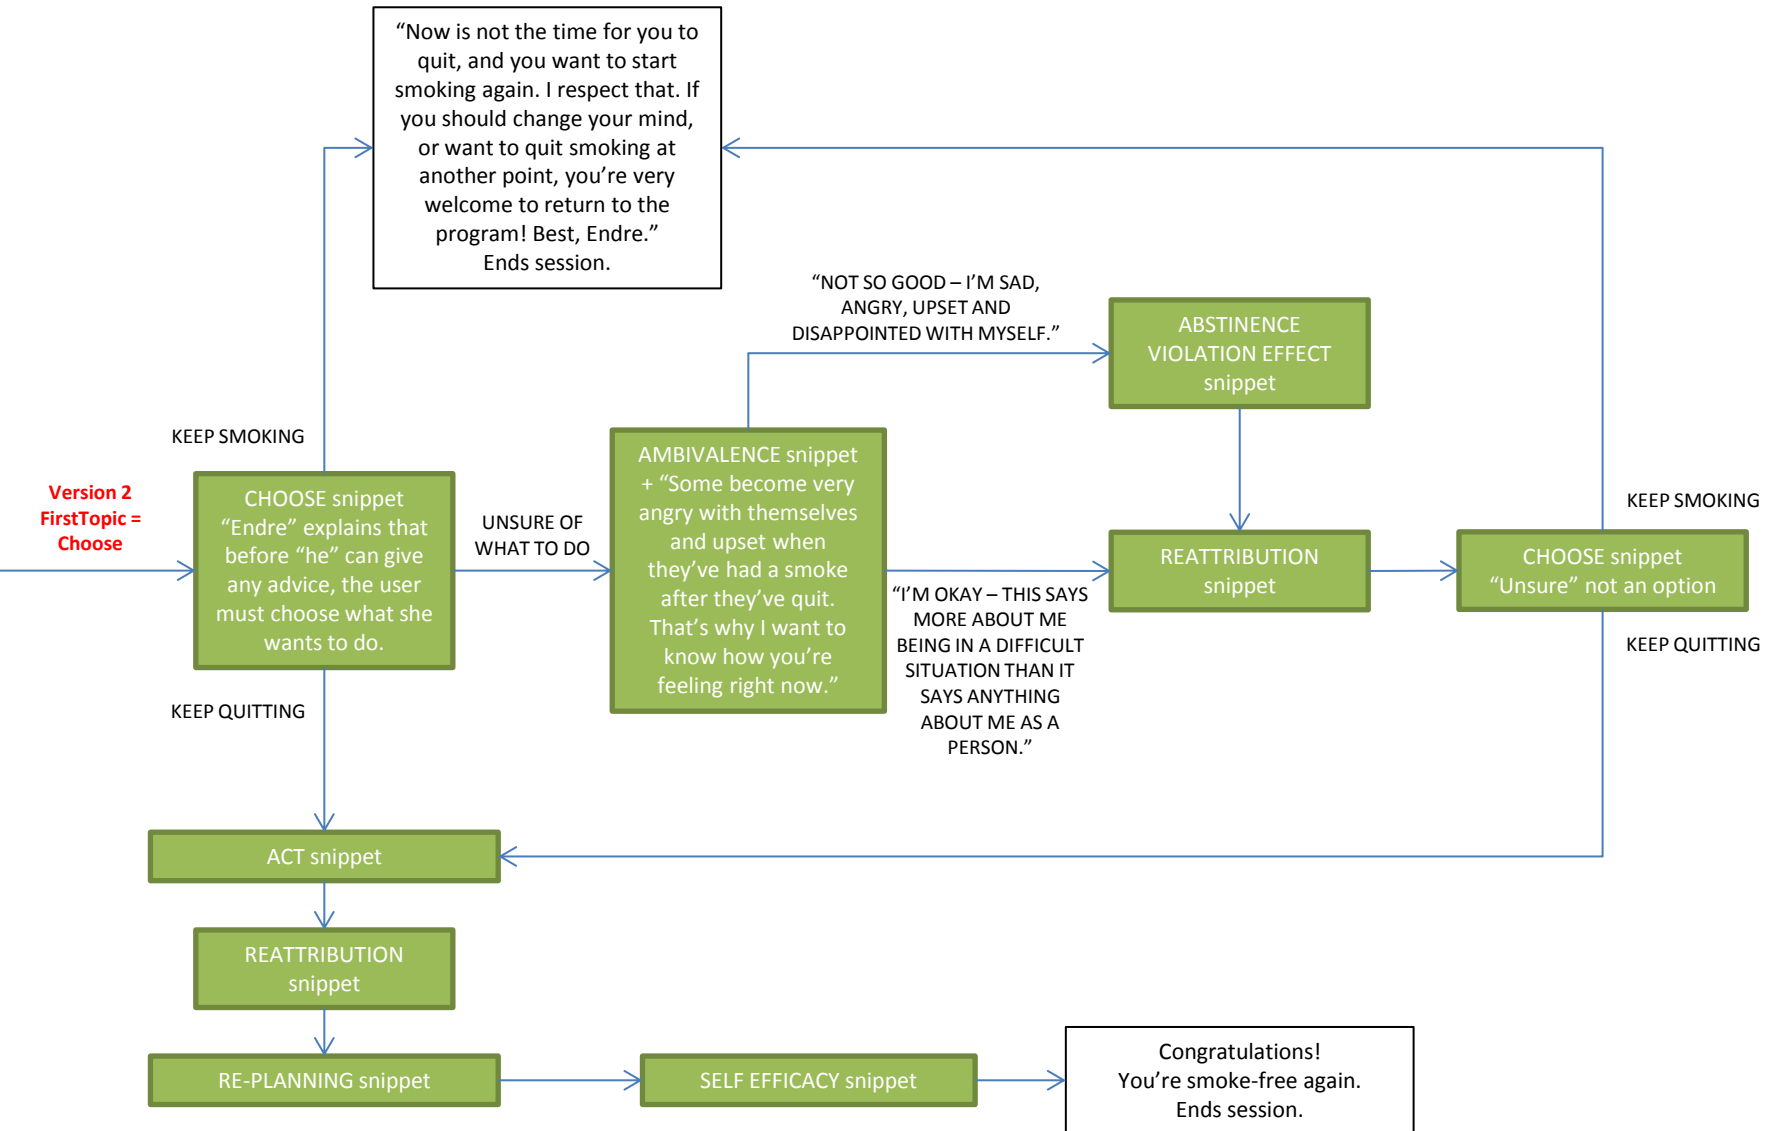 “Now is not the time for you to
quit, and you want to start
smoking again. I respect that. If
you should change your mind,
or want to quit smoking at
another point, you’re very
welcome to return to the
program! Best, Endre.”
Ends session.
“NOT SO GOOD – I’M SAD,
ANGRY, UPSET AND
DISAPPOINTED WITH MYSELF.”
ABSTINENCE
VIOLATION EFFECT
snippet
KEEP SMOKING
Version 2
FirstTopic =
Choose
CHOOSE snippet
“Endre” explains that
before “he” can give
any advice, the user
must choose what she
wants to do.
UNSURE OF
WHAT TO DO
AMBIVALENCE snippet
+ “Some become very
angry with themselves
and upset when
they’ve had a smoke
after they’ve quit.
That’s why I want to
know how you’re
feeling right now.”
“I’M OKAY – THIS SAYS
MORE ABOUT ME
BEING IN A DIFFICULT
SITUATION THAN IT
SAYS ANYTHING
ABOUT ME AS A
PERSON.”
REATTRIBUTION
snippet
KEEP SMOKING
CHOOSE snippet
“Unsure” not an option
KEEP QUITTING
KEEP QUITTING
ACT snippet
REATTRIBUTION
snippet
RE-PLANNING snippet
SELF EFFICACY snippet
Congratulations!
You’re smoke-free again.
Ends session.